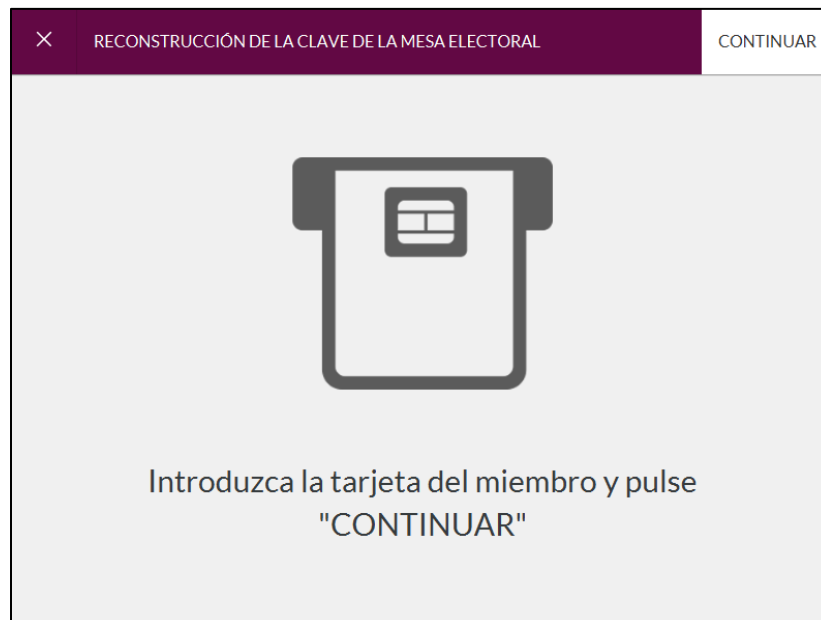 RECONSTRUCCIÓN DE LA CLAVE DE LA MESA ELECTORAL
CONTINUAR
Introduzca la tarjeta del miembro y pulse
"CONTINUAR"